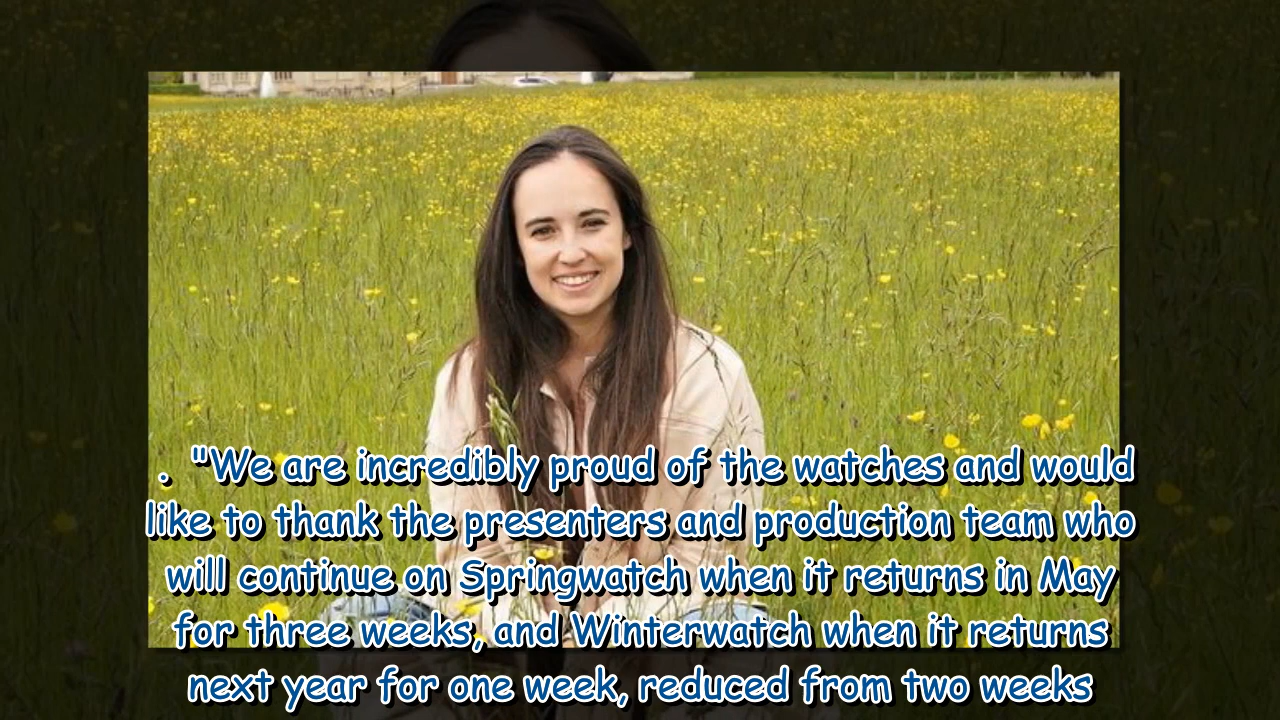 . "We are incredibly proud of the watches and would
like to thank the presenters and production team who
will continue on Springwatch when it returns in May
for three weeks, and Winterwatch when it returns
next year for one week, reduced from two weeks